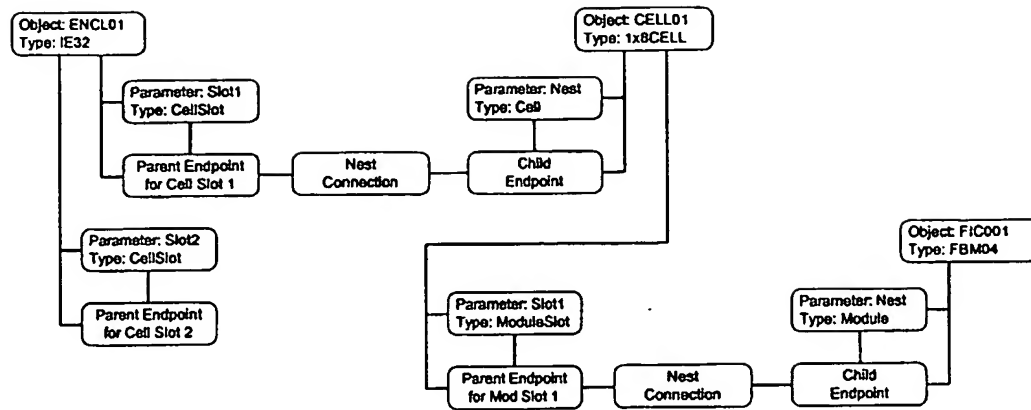 Object: ENCL01
Type: IE32
Object: CELL01
Type: 1x8CELL
Parameter: Slot1
Type: CellSlot
Parameter: Nest
Type: Cell
Parent Endpoint
for Cell Slot 1
Nest
Connection
Child
Endpoint
Parameter: Slot2
Type: CellSlot
Object: FIC001
Type: FBM04
Parent Endpoint
for Cell Slot 2
Parameter: Slot1
Type: ModuleSlot
Parameter: Nest
Type: Module
Parent Endpoint
for Mod Slot 1
Nest
Connection
Child
Endpoint